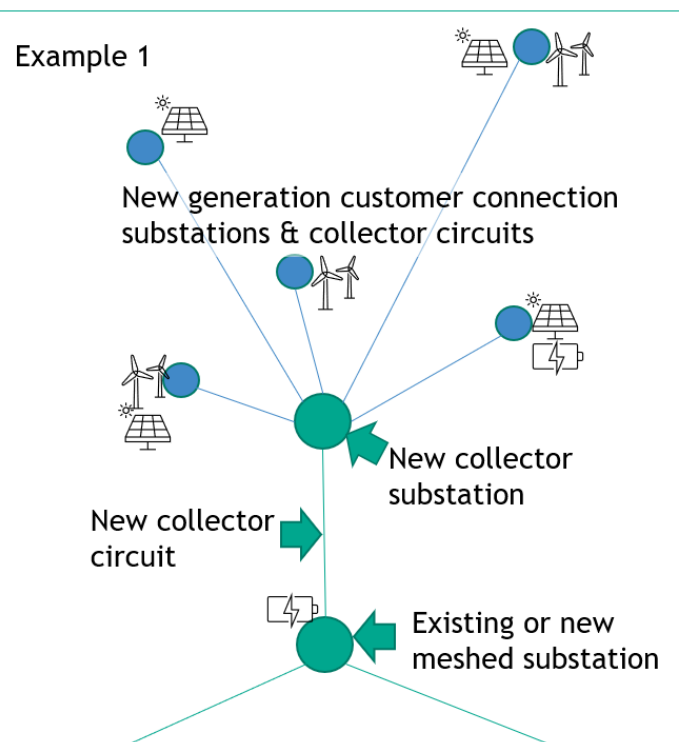 Example 1
New generation customer connection
substations & collector circuits
New collector
substation
New collector
circuit
Existing or new
meshed substation